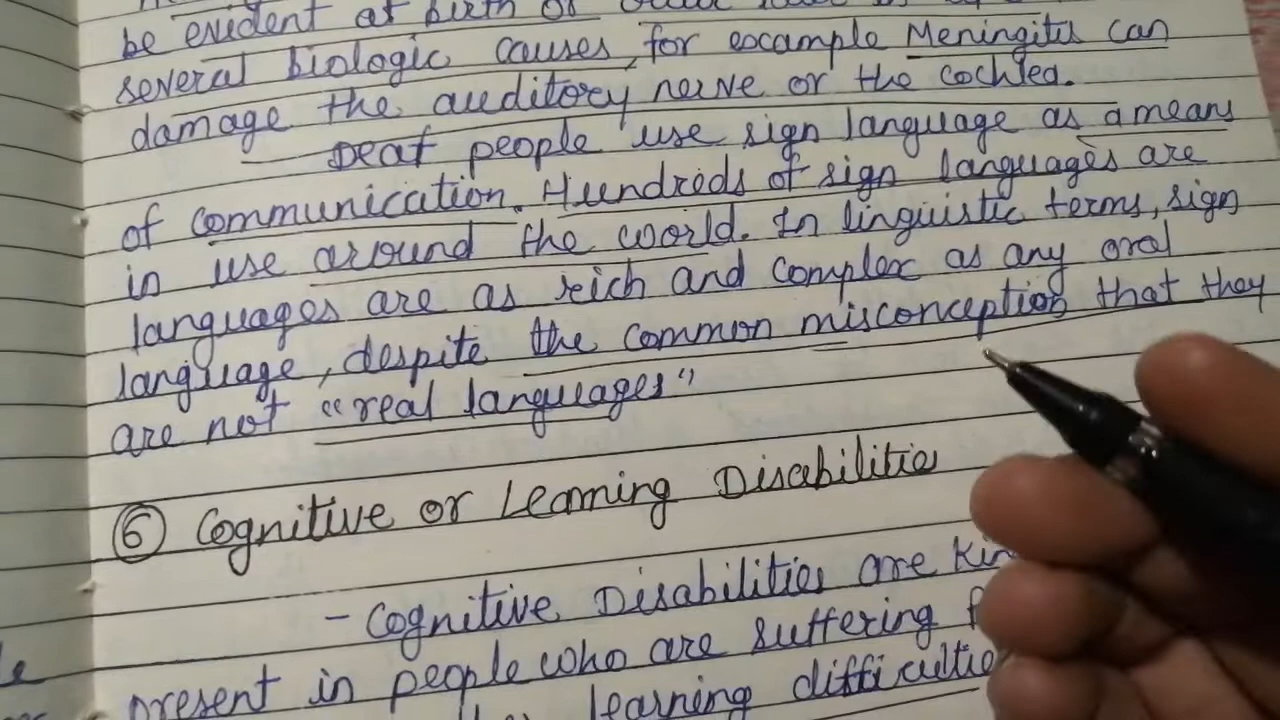 be evident at birth or
several biologic causes, for example Meningitis can
damage the auditory nerve or the cochlea.
Deaf people use sign language as a means
of communication. Hundreds of sign languages are
in use around the world. In linguistic terms, sign
languages are as reich and complex as any oral
language, despite the common misconception that they
are not "real languages"
6 Cognitive or Learning Disabilities
- Cognitive Disabilities are
present in people who are suffering
learning difficulties